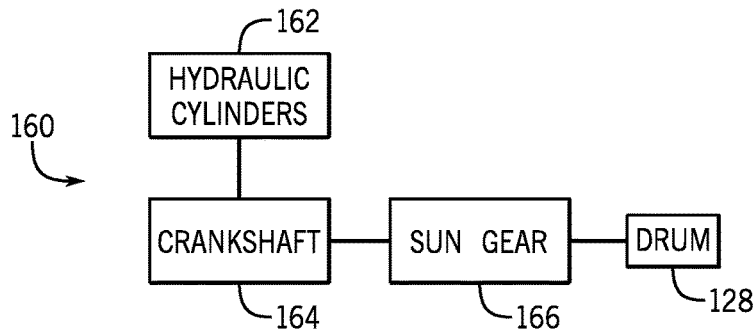 162
HYDRAULIC
CYLINDERS
160
CRANKSHAFT
SUN GEAR
DRUM
164
166
128